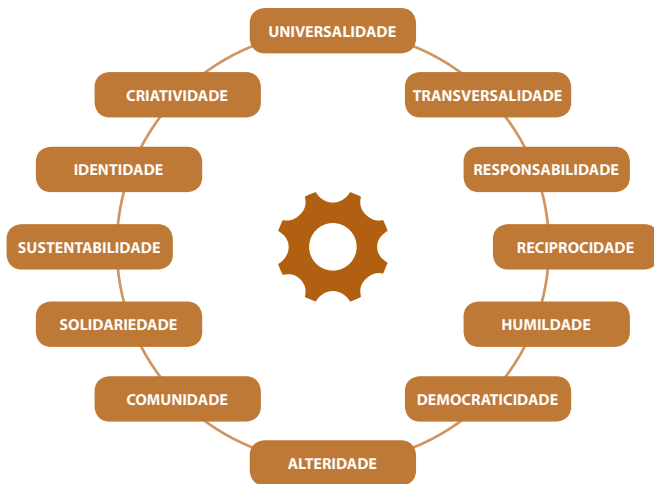 UNIVERSALIDADE
CRIATIVIDADE
TRANSVERSALIDADE
IDENTIDADE
RESPONSABILIDADE
SUSTENTABILIDADE
RECIPROCIDADE
SOLIDARIEDADE
HUMILDADE
COMUNIDADE
DEMOCRATICIDADE
ALTERIDADE